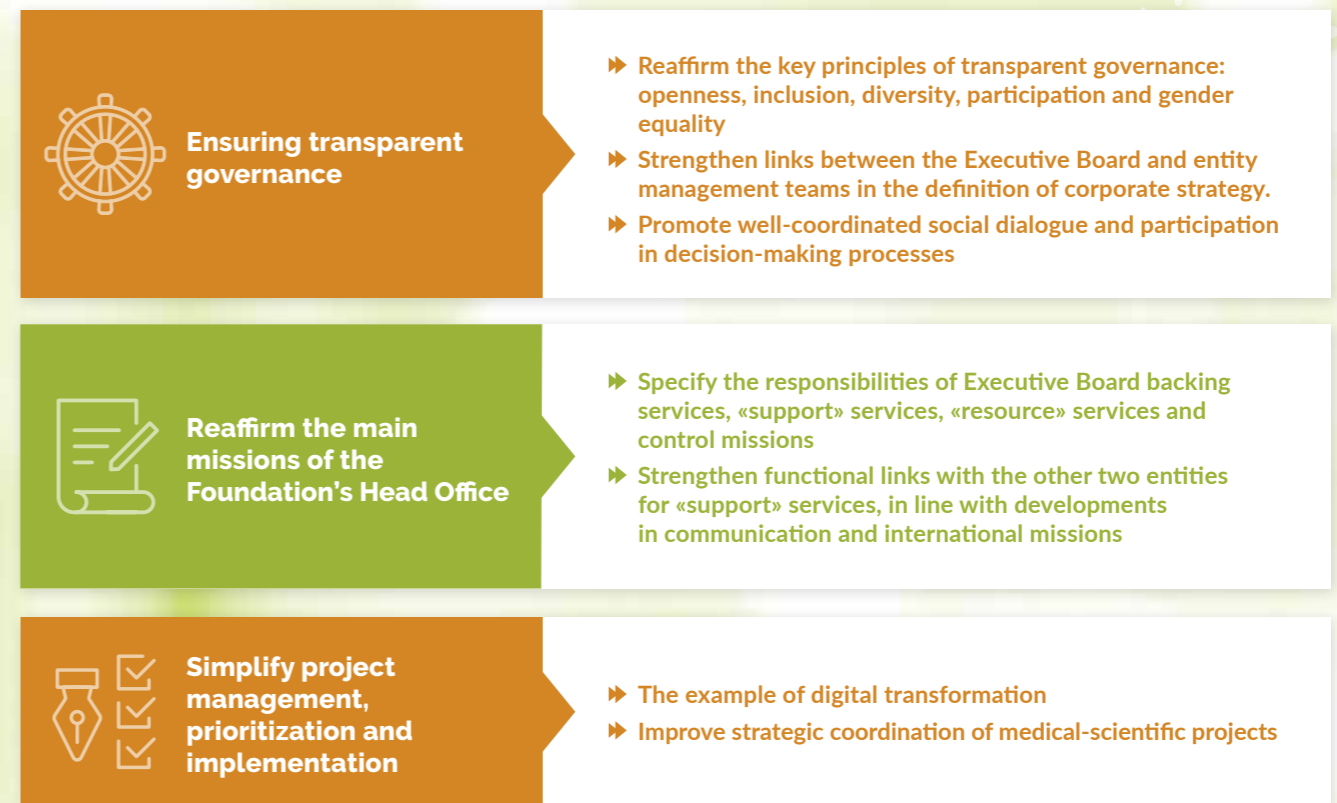 Ensuring transparent
governance
Reaffirm the key principles of transparent governance:
openness, inclusion, diversity, participation and gender
equality
Strengthen links between the Executive Board and entity
management teams in the definition of corporate strategy.
Promote well-coordinated social dialogue and participation
in decision-making processes
Reaffirm the main
missions of the
Foundation’s Head Office
Specify the responsibilities of Executive Board backing
services, «support» services, «resource» services and
control missions
Strengthen functional links with the other two entities
for «support» services, in line with developments
in communication and international missions
Simplify project
management,
prioritization and
implementation
The example of digital transformation
Improve strategic coordination of medical-scientific projects